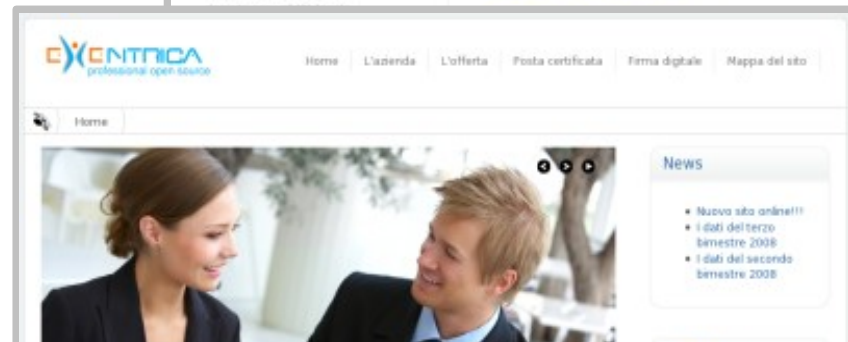 EXENTRICA
professional open source
Home L'azienda L'offerta Posta certificata Firma digitale Mappa del sito
Home
News
Nuovo sito online!!!
I dati del terzo
bimestre 2008
I dati del secondo
bimestre 2008